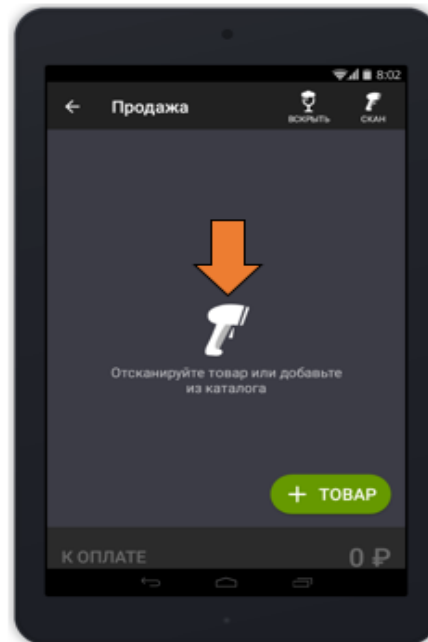 8:02
Продажа
ВСКРЫТЬ
СКАН
Отсканируйте товар или добавьте
из каталога
+ ТОВАР
К ОПЛАТЕ
0 ₽